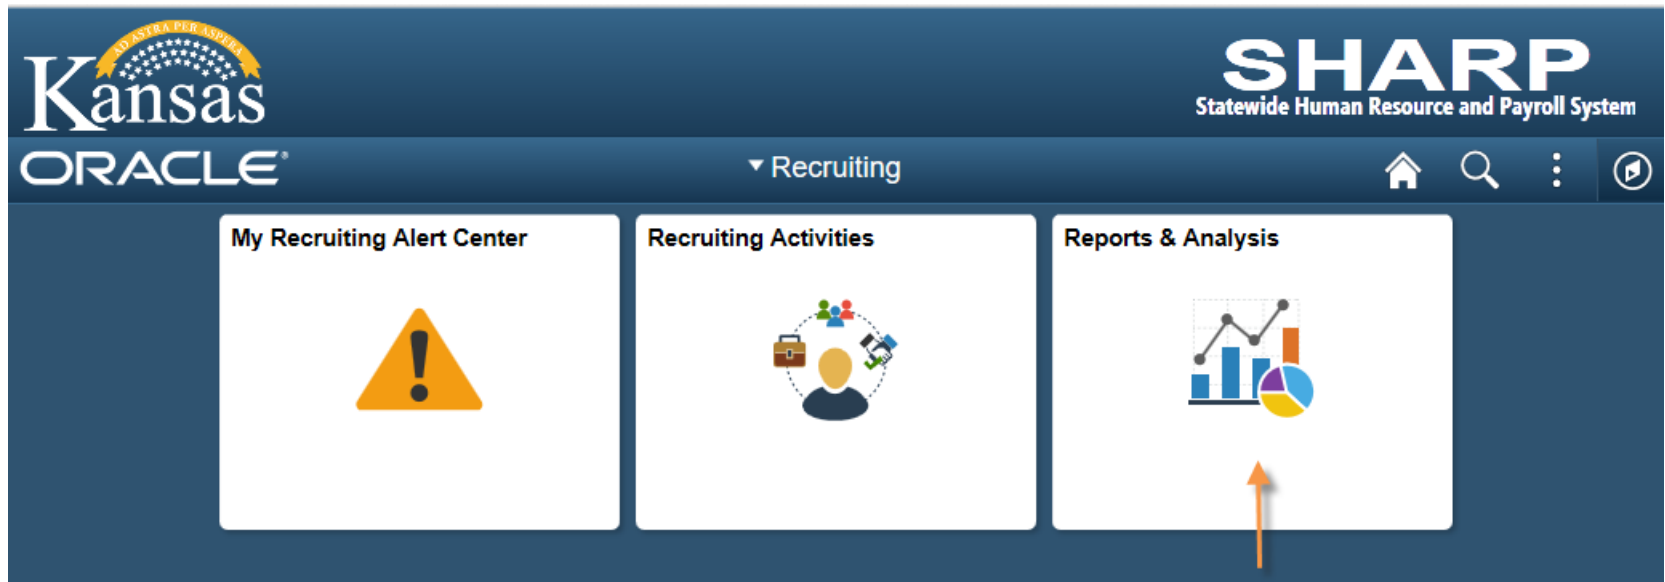 AD ASTRA PER ASPERA
Kansas
SHARP
Statewide Human Resource and Payroll System
ORACLE
Recruiting
My Recruiting Alert Center
Recruiting Activities
Reports & Analysis